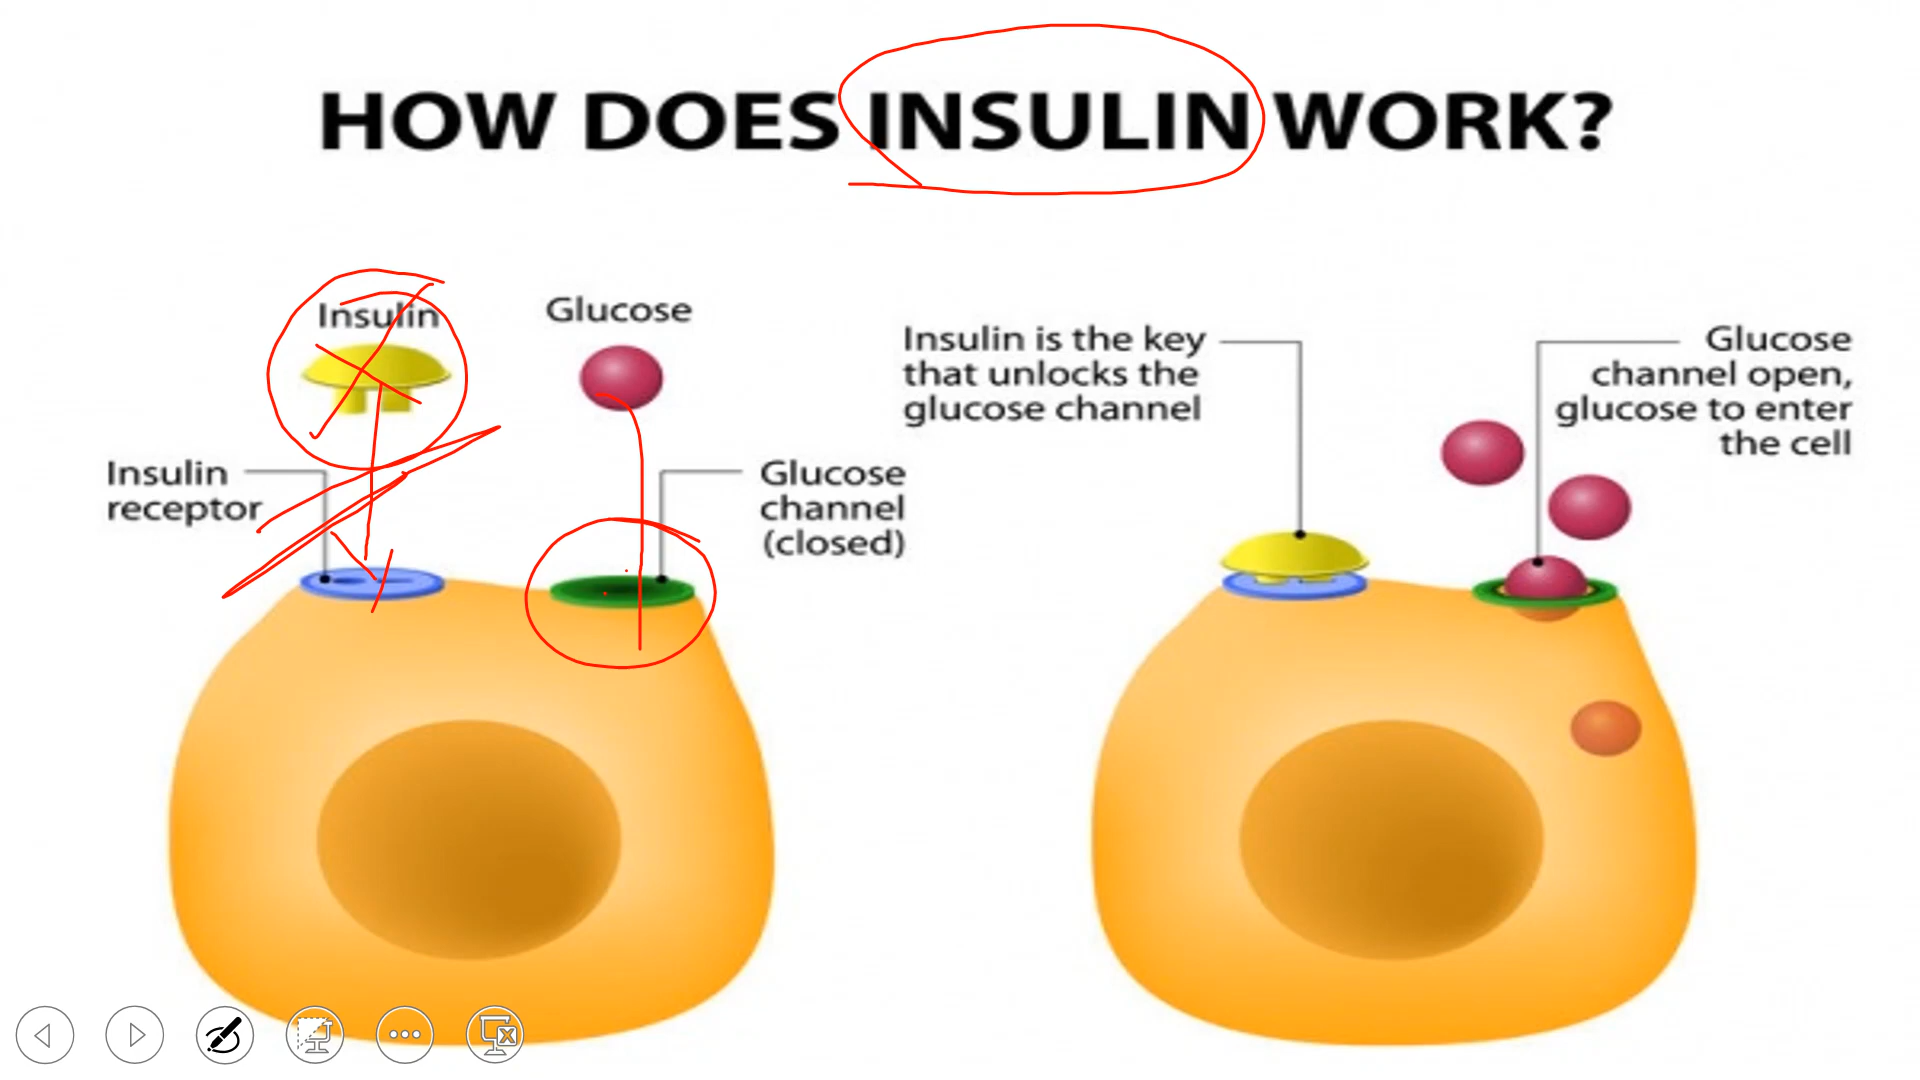 HOW DOES INSULIN WORK?
Insulin
Glucose
Insulin
receptor
Glucose
channel
(closed)
Insulin is the key
that unlocks the
glucose channel
Glucose
channel open,
glucose to enter
the cell